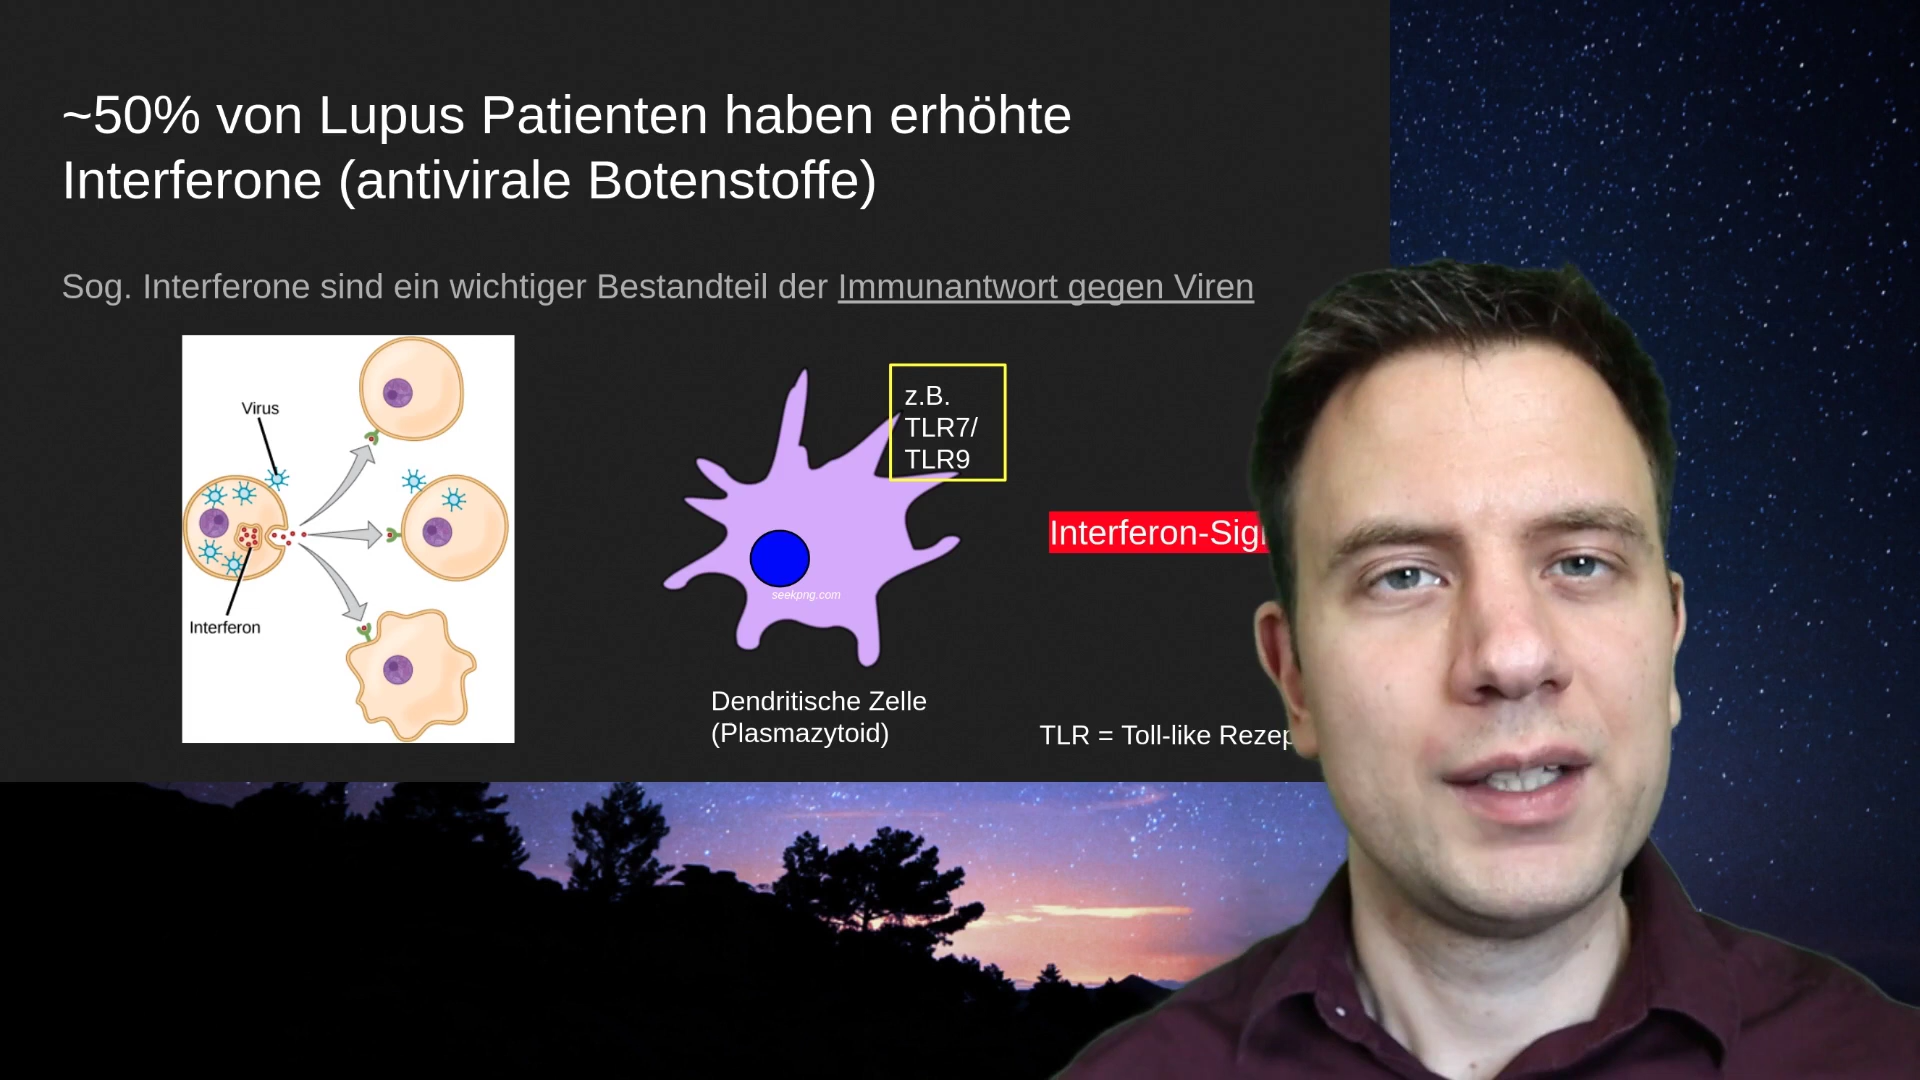 ~50% von Lupus Patienten haben erhöhte
Interferone (antivirale Botenstoffe)
Sog. Interferone sind ein wichtiger Bestandteil der Immunantwort gegen Viren
Virus
Interferon
z.B.
TLR7/
TLR9
seekpng.com
Dendritische Zelle
(Plasmazytoid)
Interferon-Sig
TLR = Toll-like Rezep